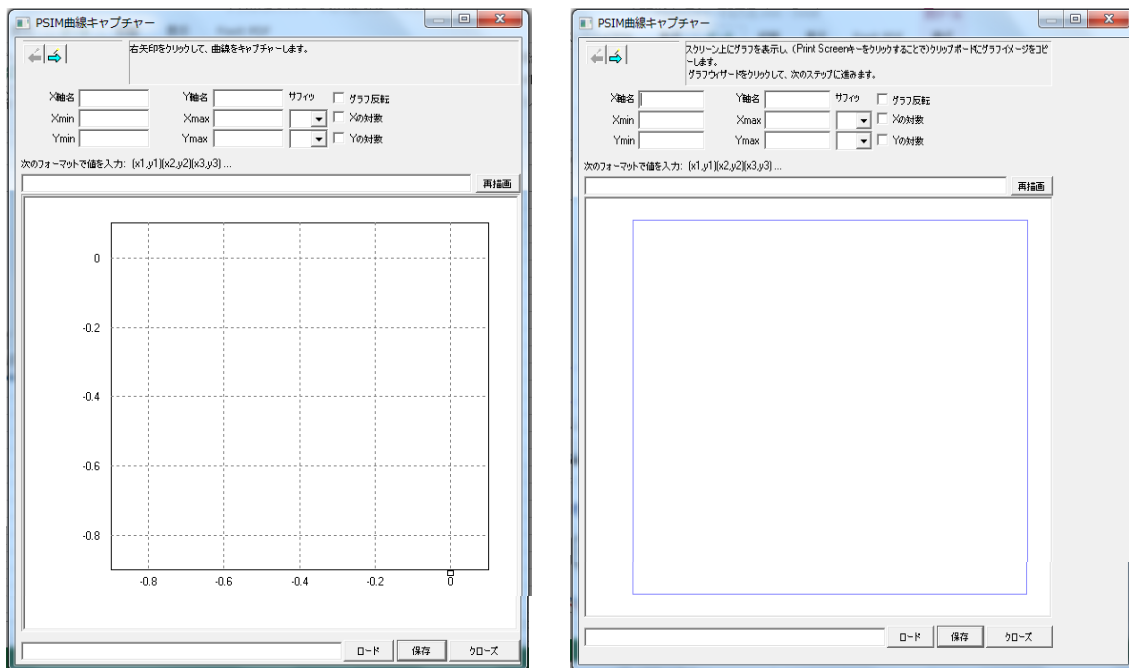 PSIM曲線キャプチャー
右矢印をクリックして、曲線をキャプチャーします。
X軸名 Y軸名 サフィッ グラフ反転
Xmin Xmax Xの対数
Ymin Ymax Yの対数
次のフォーマットで値を入力: (x1,y1)(x2,y2)(x3,y3) ...
再描画
0
-0.2
-0.4
-0.6
-0.8
-0.8 -0.6 -0.4 -0.2 0
ロード 保存 クローズ
PSIM曲線キャプチャー
スクリーン上にグラフを表示し、(Print Screenキーをクリックすることで)クリップボードにグラフイメージをコピ
ーします。
グラフウィザードをクリックして、次のステップに進みます。
X軸名 Y軸名 サフィッ グラフ反転
Xmin Xmax Xの対数
Ymin Ymax Yの対数
次のフォーマットで値を入力: (x1,y1)(x2,y2)(x3,y3) ...
再描画
ロード 保存 クローズ